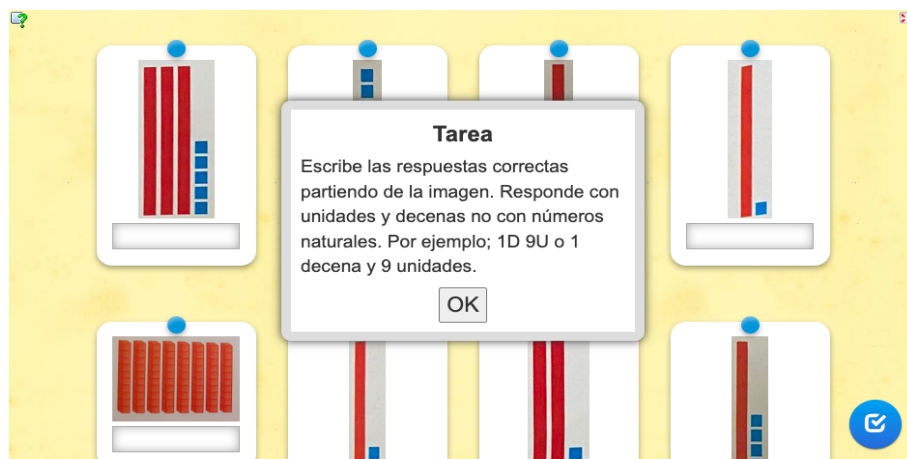 Tarea
Escribe las respuestas correctas
partiendo de la imagen. Responde con
unidades y decenas no con números
naturales. Por ejemplo; 1D 9U o 1
decena y 9 unidades.
OK